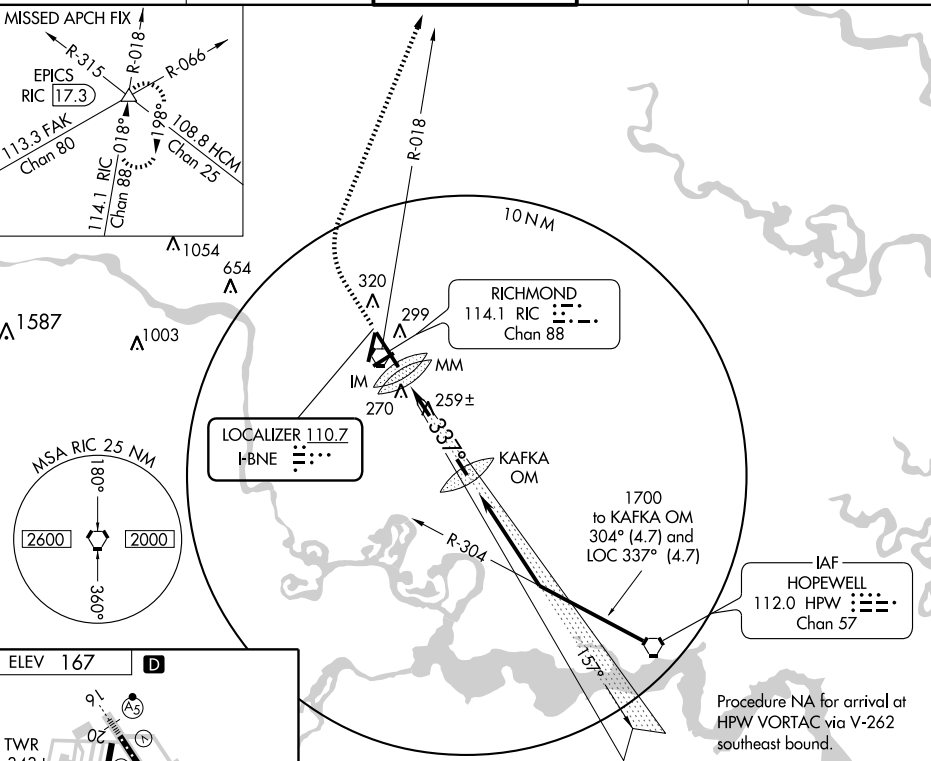 MISSED APCH FIX
R-315
R-018
R-066
EPICS
RIC 17.3
113.3 FAK
Chan 80
018°
198°
108.8 HCM
Chan 25
114.1 RIC
Chan 88
1054
654
1587
1003
320
299
R-018
10 NM
RICHMOND
114.1 RIC
Chan 88
IM
MM
270
259±
LOCALIZER 110.7
I-BNE
337°
KAFKA
OM
MSA RIC 25 NM
180°
2600
2000
360°
1700
to KAFKA OM
304° (4.7) and
LOC 337° (4.7)
R-304
IAF
HOPEWELL
112.0 HPW
Chan 57
157°
Procedure NA for arrival at
HPW VORTAC via V-262
southeast bound.
ELEV 167
D
16
A5
20
TWR